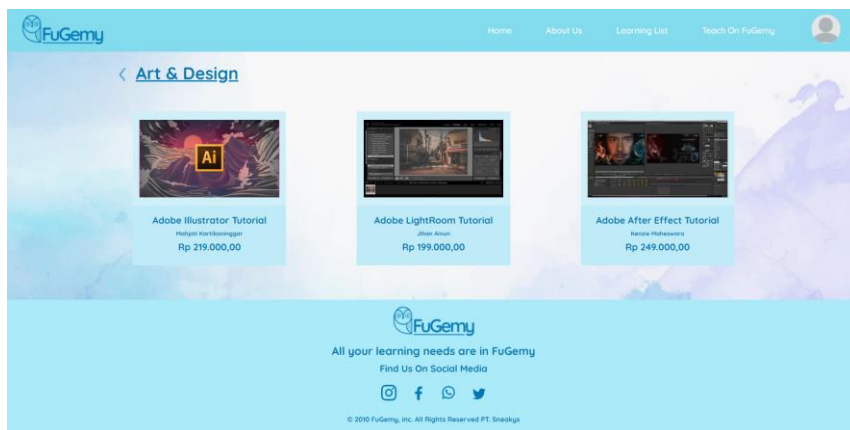 FuGemy
Home
About Us
Learning List
Teach On FuGemy
Art & Design
Ai
Adobe Illustrator Tutorial
Rp 219.000,00
Adobe LightRoom Tutorial
Jihan Ainun
Rp 199.000,00
Adobe After Effect Tutorial
Kenzie Maheswara
Rp 249.000,00
FuGemy
All your learning needs are in FuGemy
Find Us On Social Media
© 2010 FuGemy, inc. All Rights Reserved PT. Sneakys